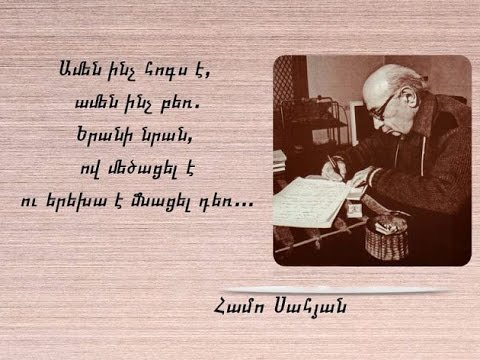 Ամեն ինչ հոգս է,
ամեն ինչ բեռ.
Երանի նրան,
ով մեծացել է
ու երեխա է մնացել դեռ...
Համո Սահյան